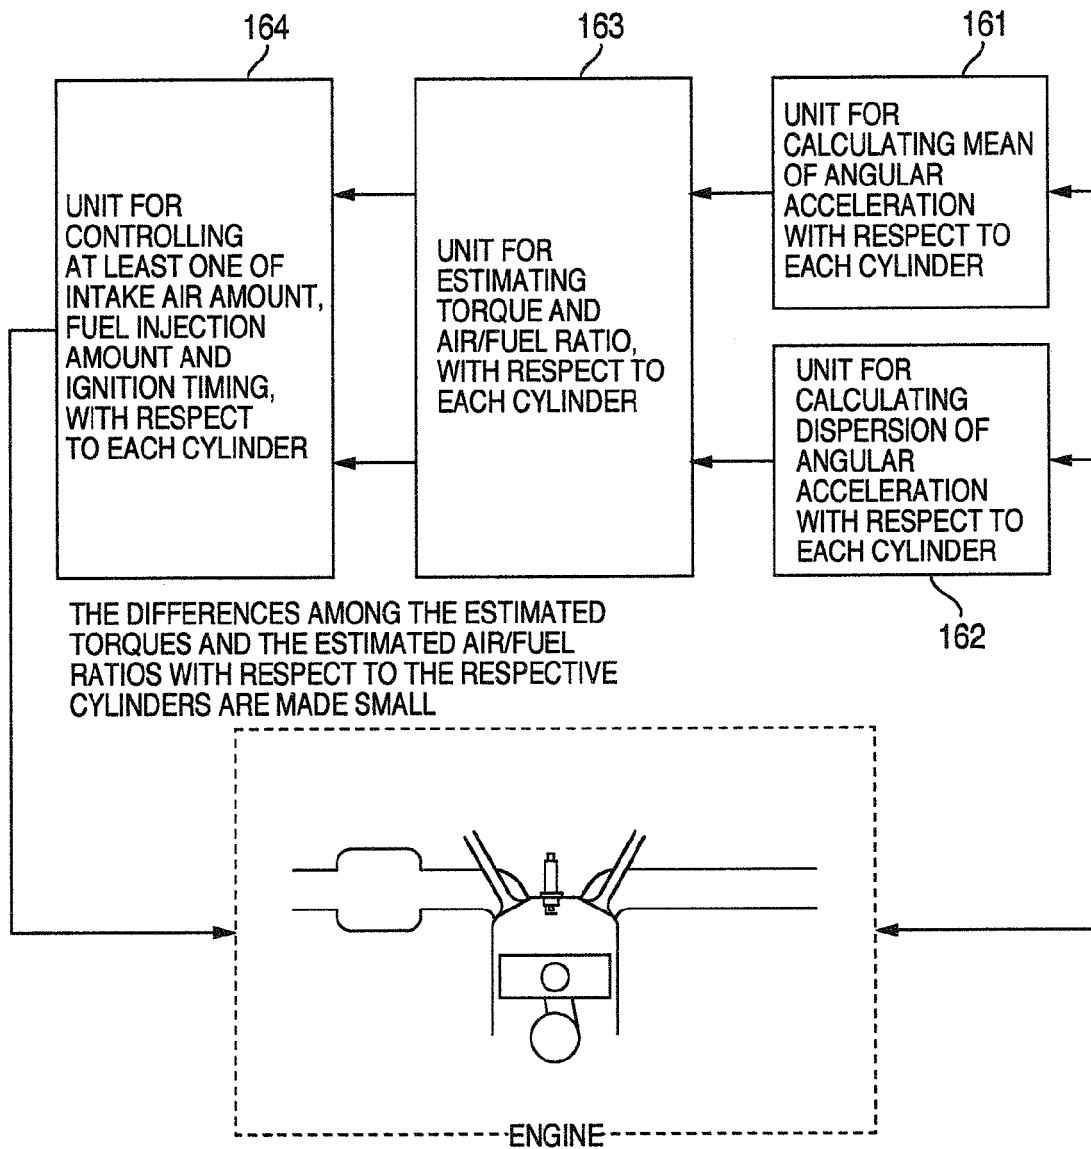 164
163
161
UNIT FOR
CONTROLLING
AT LEAST ONE OF
INTAKE AIR AMOUNT,
FUEL INJECTION
AMOUNT AND
IGNITION TIMING,
WITH RESPECT
TO EACH CYLINDER
UNIT FOR
ESTIMATING
TORQUE AND
AIR/FUEL RATIO,
WITH RESPECT TO
EACH CYLINDER
UNIT FOR
CALCULATING MEAN
OF ANGULAR
ACCELERATION
WITH RESPECT TO
EACH CYLINDER
UNIT FOR
CALCULATING
DISPERSION OF
ANGULAR
ACCELERATION
WITH RESPECT TO
EACH CYLINDER
162
THE DIFFERENCES AMONG THE ESTIMATED
TORQUES AND THE ESTIMATED AIR/FUEL
RATIOS WITH RESPECT TO THE RESPECTIVE
CYLINDERS ARE MADE SMALL
ENGINE